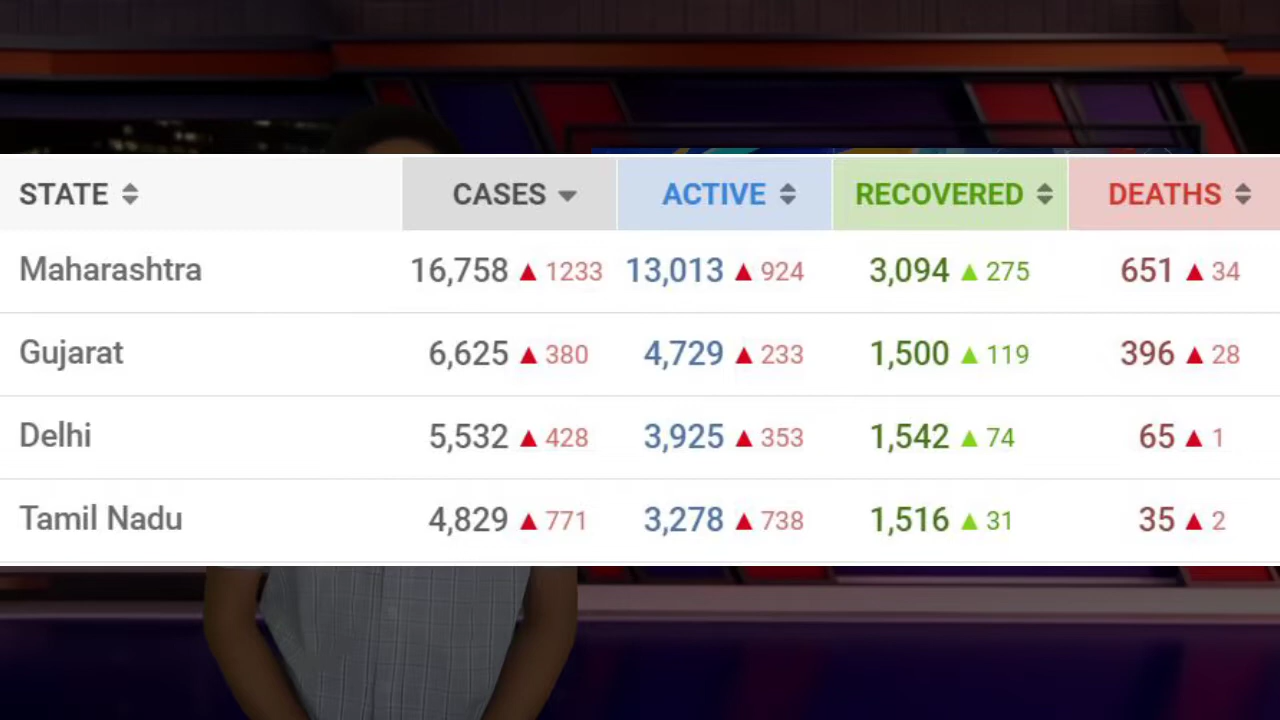 STATE CASES ACTIVE RECOVERED DEATHS
Maharashtra 16,758 ▲ 1233 13,013 ▲ 924 3,094 ▲ 275 651 ▲ 34
Gujarat 6,625 ▲ 380 4,729 ▲ 233 1,500 ▲ 119 396 ▲ 28
Delhi 5,532 ▲ 428 3,925 ▲ 353 1,542 ▲ 74 65 ▲ 1
Tamil Nadu 4,829 ▲ 771 3,278 ▲ 738 1,516 ▲ 31 35 ▲ 2